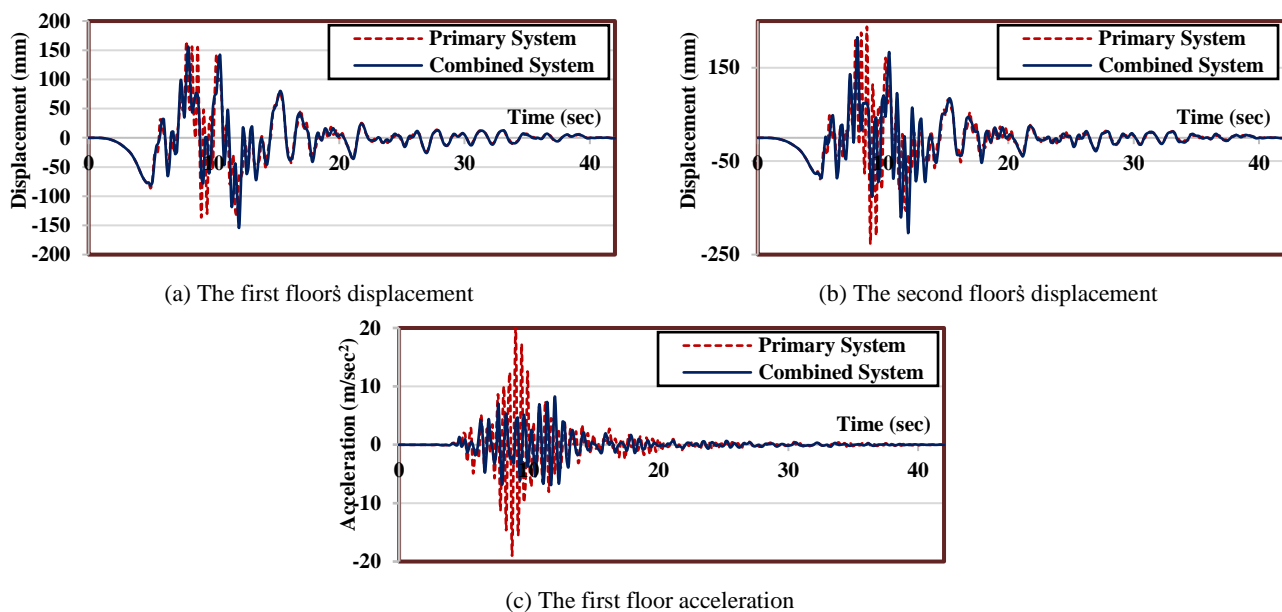 200
150
100
50
0
-50
-100
-150
-200
Displacement (mm)
0
10
20
30
40
Time (sec)
Primary System
Combined System
(a) The first floor's displacement
150
-50
-250
Displacement (mm)
0
10
20
30
40
Time (sec)
Primary System
Combined System
(b) The second floor's displacement
20
10
0
-10
-20
Acceleration (m/sec²)
0
10
20
30
40
Time (sec)
Primary System
Combined System
(c) The first floor acceleration